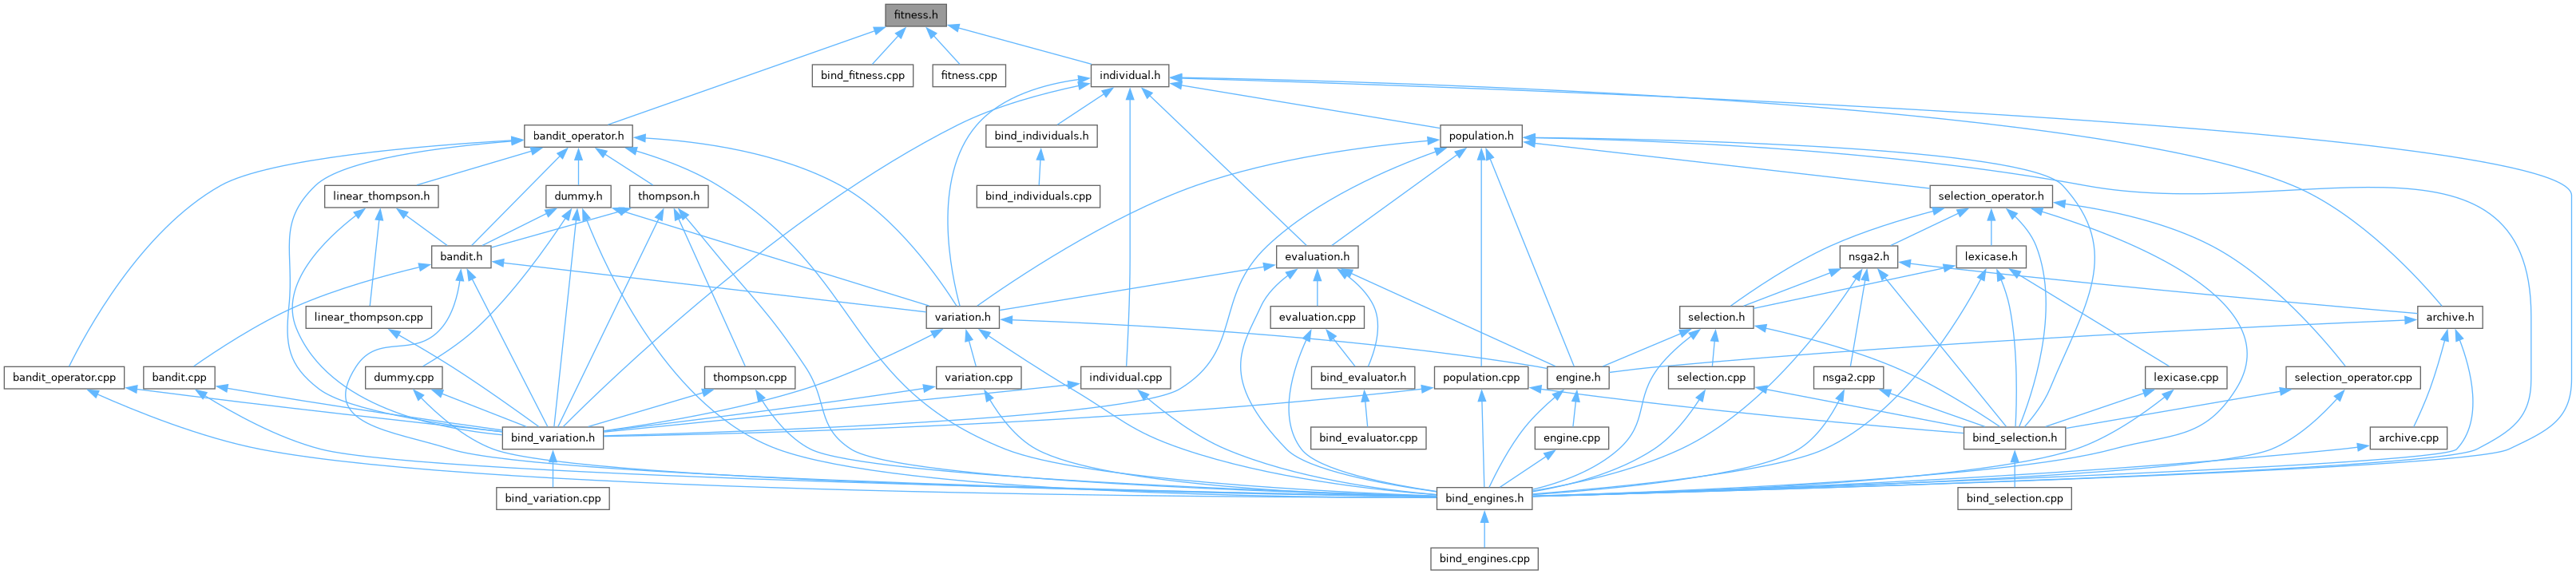 fitness.h
bind_fitness.cpp
fitness.cpp
individual.h
bandit_operator.h
bind_individuals.h
population.h
linear_thompson.h
dummy.h
thompson.h
bind_individuals.cpp
selection_operator.h
bandit.h
evaluation.h
nsga2.h
lexicase.h
linear_thompson.cpp
variation.h
evaluation.cpp
selection.h
archive.h
bandit_operator.cpp
bandit.cpp
dummy.cpp
thompson.cpp
variation.cpp
individual.cpp
bind_evaluator.h
population.cpp
engine.h
selection.cpp
nsga2.cpp
lexicase.cpp
selection_operator.cpp
bind_variation.h
bind_evaluator.cpp
engine.cpp
bind_selection.h
archive.cpp
bind_variation.cpp
bind_engines.h
bind_selection.cpp
bind_engines.cpp